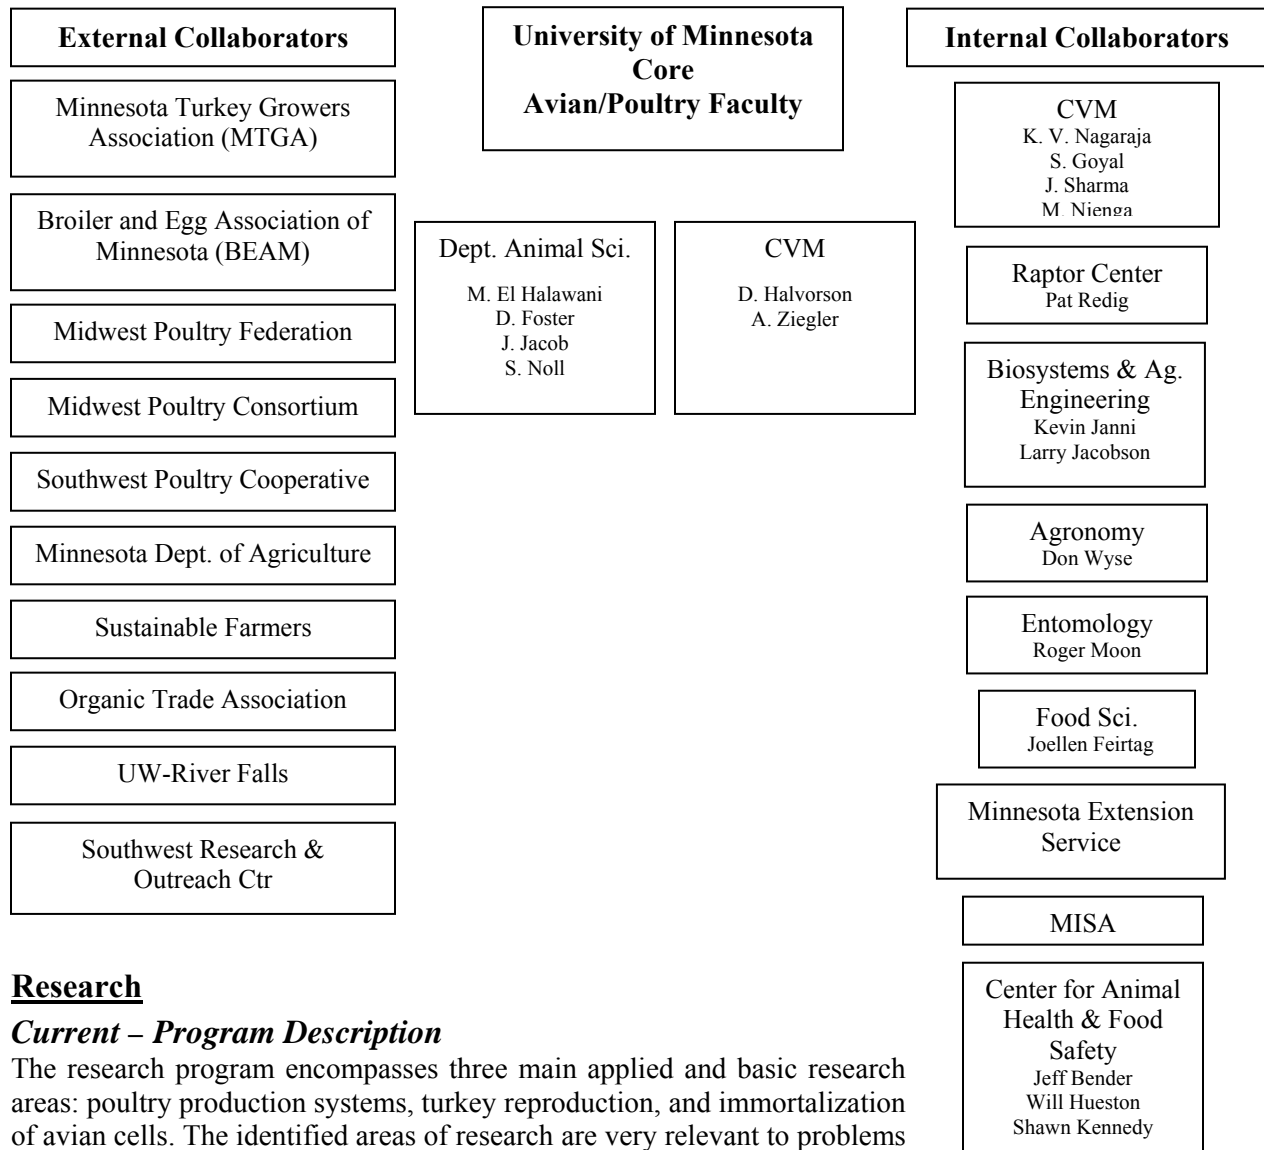 External Collaborators
Minnesota Turkey Growers
Association (MTGA)
Broiler and Egg Association of
Minnesota (BEAM)
Midwest Poultry Federation
Midwest Poultry Consortium
Southwest Poultry Cooperative
Minnesota Dept. of Agriculture
Sustainable Farmers
Organic Trade Association
UW-River Falls
Southwest Research &
Outreach Ctr
University of Minnesota
Core
Avian/Poultry Faculty
Dept. Animal Sci.
M. El Halawani
D. Foster
J. Jacob
S. Noll
CVM
D. Halvorson
A. Ziegler
Internal Collaborators
CVM
K. V. Nagaraja
S. Goyal
J. Sharma
M. Njenga
Raptor Center
Pat Redig
Biosystems & Ag.
Engineering
Kevin Janni
Larry Jacobson
Agronomy
Don Wyse
Entomology
Roger Moon
Food Sci.
Joellen Feirtag
Minnesota Extension
Service
MISA
Center for Animal
Health & Food
Safety
Jeff Bender
Will Hueston
Shawn Kennedy
Research
Current – Program Description
The research program encompasses three main applied and basic research
areas: poultry production systems, turkey reproduction, and immortalization
of avian cells. The identified areas of research are very relevant to problems